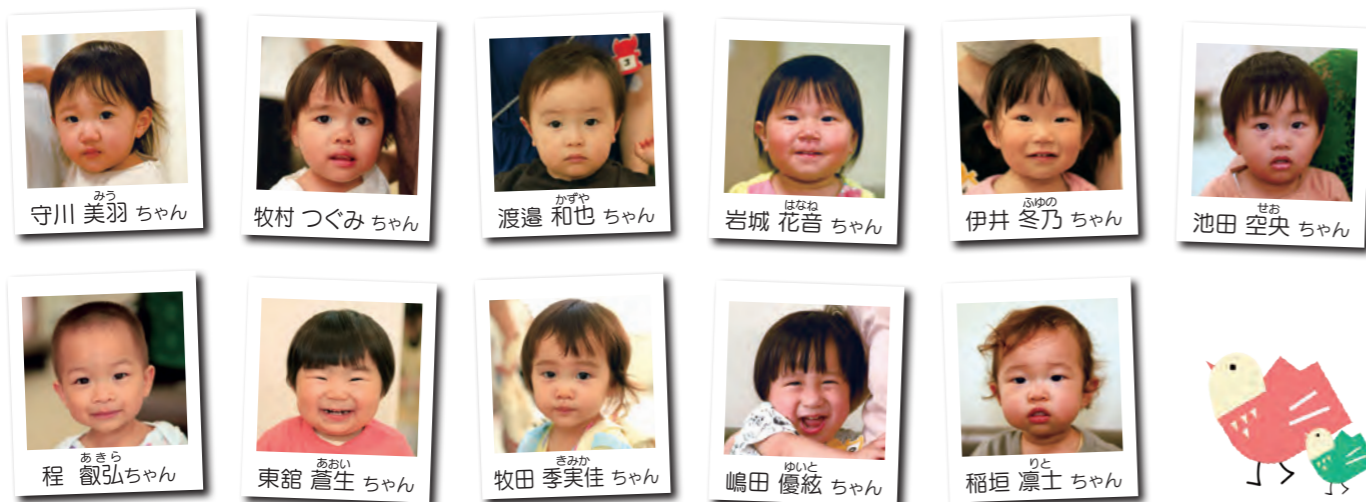 みう
守川 美羽 ちゃん
牧村 つぐみ ちゃん
かずや
渡邉 和也 ちゃん
はなね
岩城 花音 ちゃん
ふゆの
伊井 冬乃 ちゃん
せお
池田 空央 ちゃん
あきら
程 叡弘ちゃん
あおい
東舘 蒼生 ちゃん
きみか
牧田 季実佳 ちゃん
ゆいと
嶋田 優絃 ちゃん
りと
稲垣 凛士 ちゃん
3